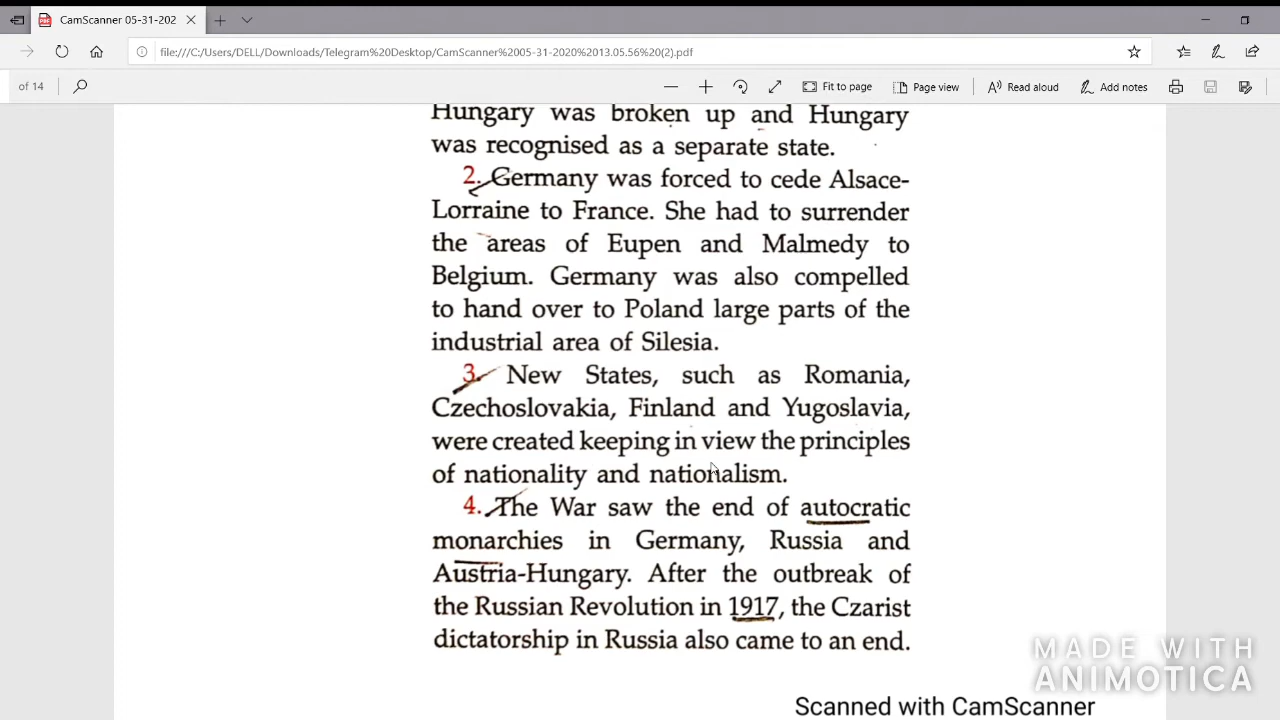 CamScanner 05-31-202
file:///C:/Users/DELL/Downloads/Telegram%20Desktop/CamScanner%2005-31-2020%2013.05.56%20(2).pdf
of 14
Fit to page
Page view
Read aloud
Add notes
Hungary was broken up and Hungary
was recognised as a separate state.
2. Germany was forced to cede Alsace-
Lorraine to France. She had to surrender
the areas of Eupen and Malmedy to
Belgium. Germany was also compelled
to hand over to Poland large parts of the
industrial area of Silesia.
3. New States, such as Romania,
Czechoslovakia, Finland and Yugoslavia,
were created keeping in view the principles
of nationality and nationalism.
4. The War saw the end of autocratic
monarchies in Germany, Russia and
Austria-Hungary. After the outbreak of
the Russian Revolution in 1917, the Czarist
dictatorship in Russia also came to an end.
MADE WITH
ANIMOTICA
Scanned with CamScanner